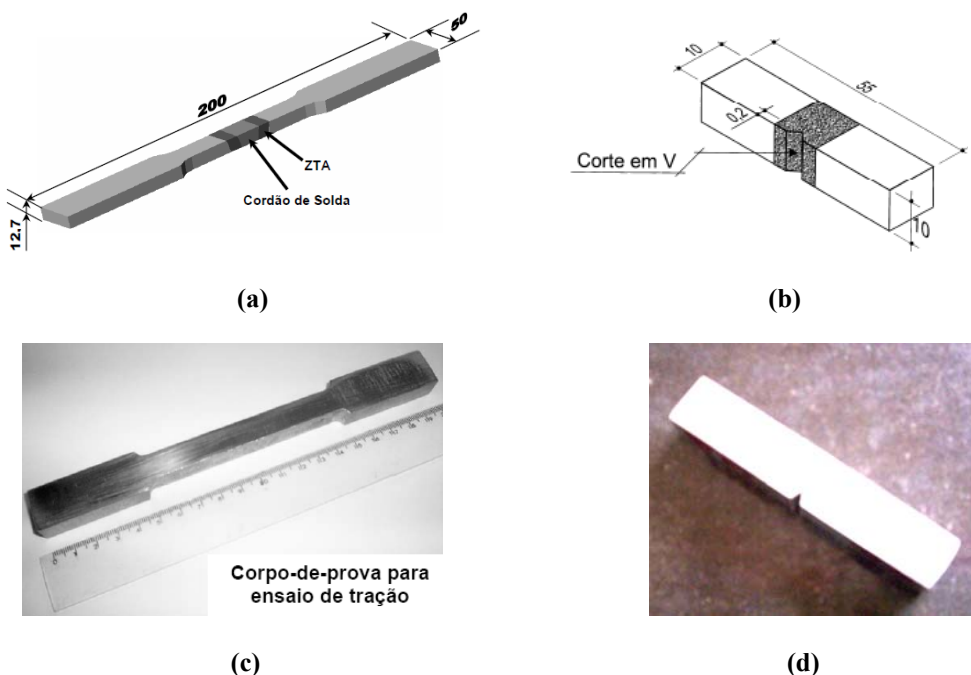 50
200
ZTA
Cordão de Solda
12.7
(a)
10
55
0.2
Corte em V
10
(b)
Corpo-de-prova para
ensaio de tração
(c)
(d)